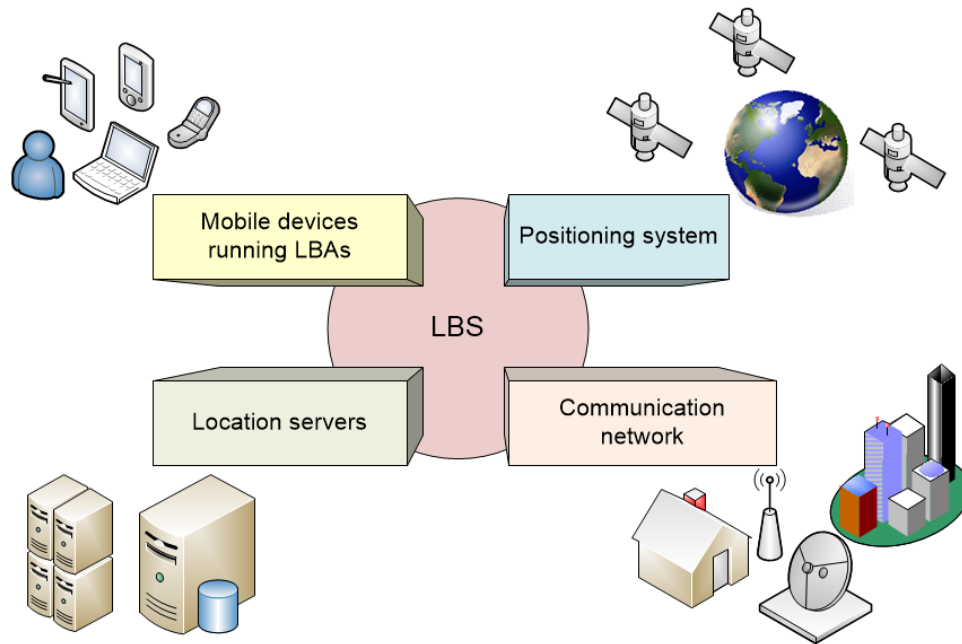 Mobile devices
running LBAs
Positioning system
LBS
Location servers
Communication
network